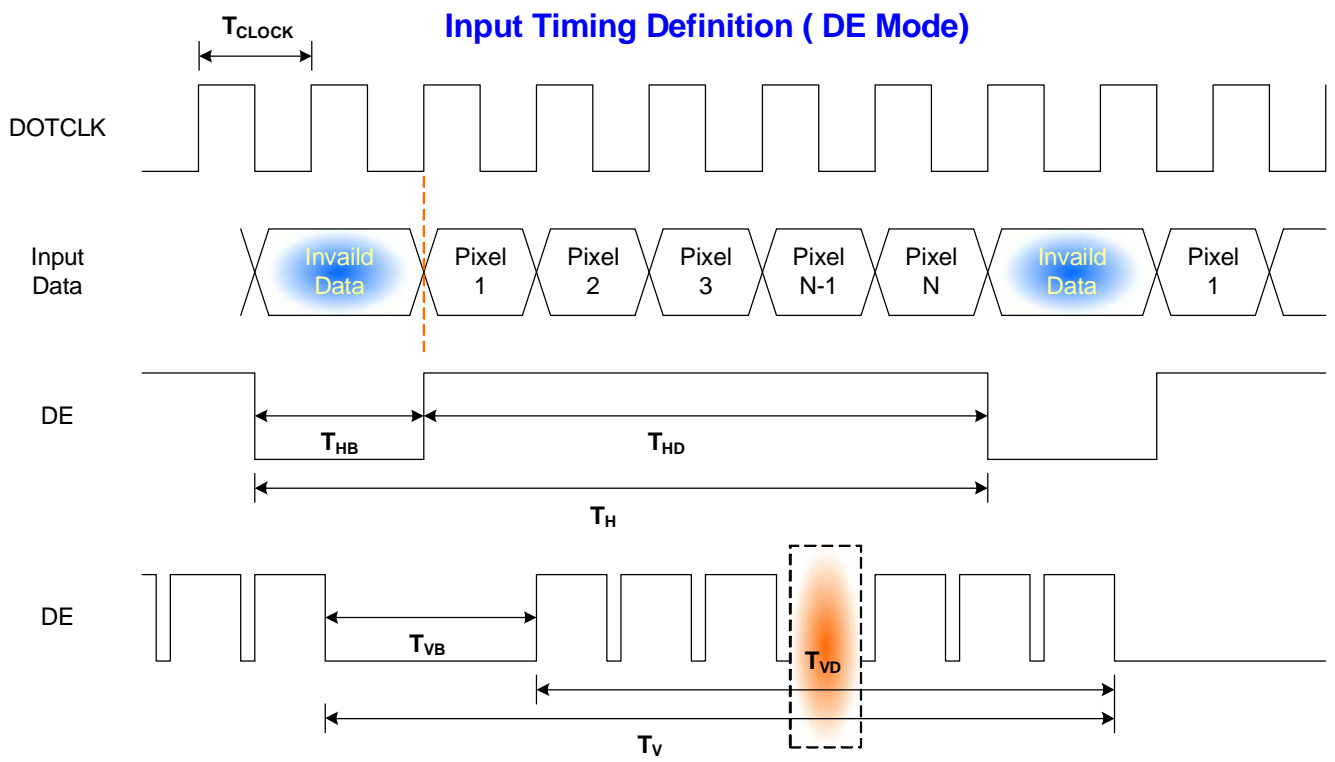 Input Timing Definition ( DE Mode)
TCLOCK
DOTCLK
Input
Data
Invaild
Data
Pixel
1
Pixel
2
Pixel
3
Pixel
N-1
Pixel
N
Invaild
Data
Pixel
1
DE
THB
THD
TH
DE
TVB
TVD
TV